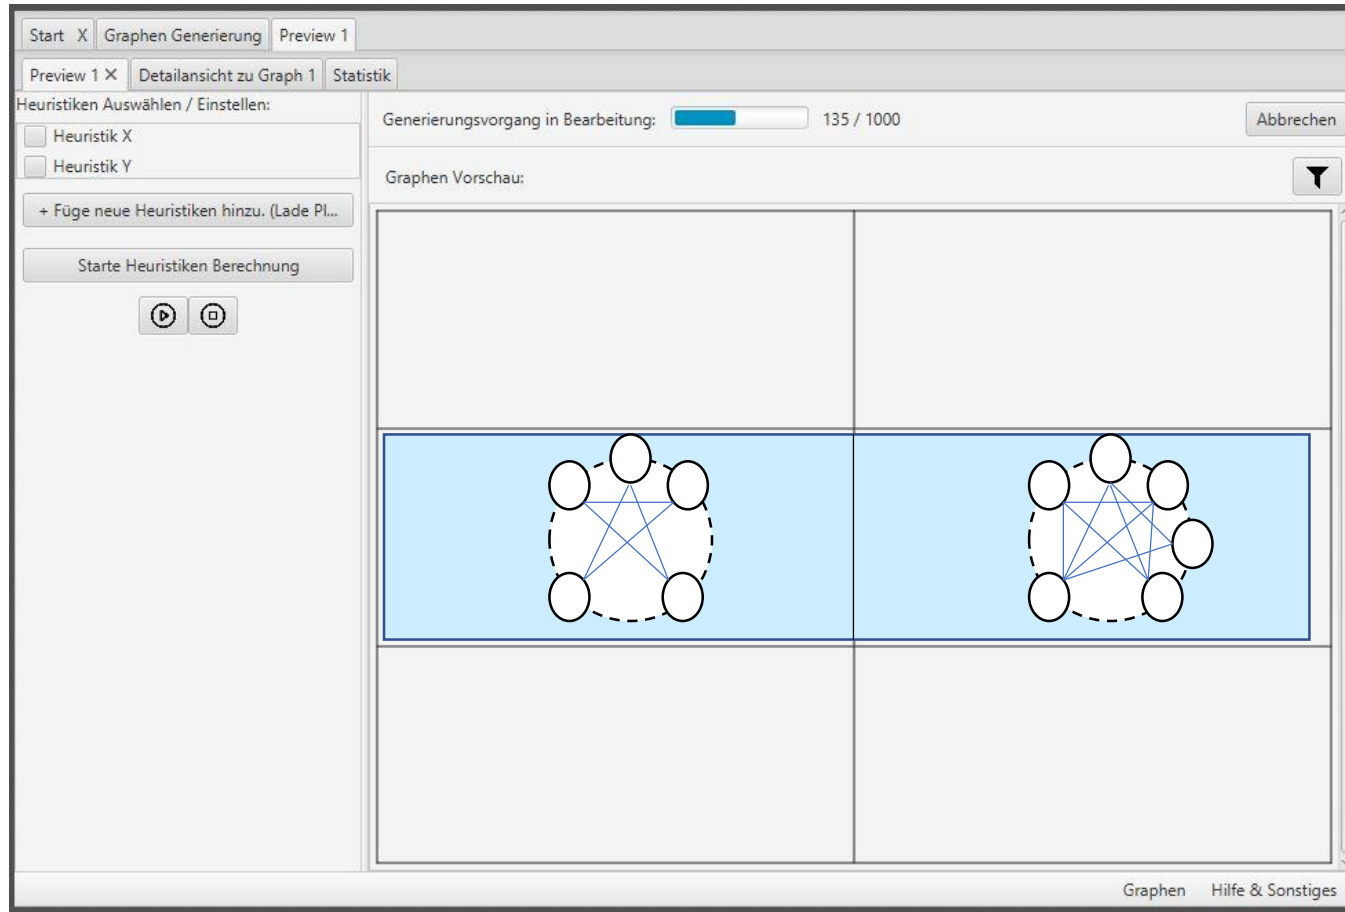 Start X Graphen Generierung Preview 1
Preview 1 X Detailansicht zu Graph 1 Statistik
Heuristiken Auswählen / Einstellen:
Heuristik X
Heuristik Y
+ Füge neue Heuristiken hinzu. (Lade Pl...
Starte Heuristiken Berechnung
Generierungsvorgang in Bearbeitung: 135 / 1000 Abbrechen
Graphen Vorschau:
Graphen Hilfe & Sonstiges